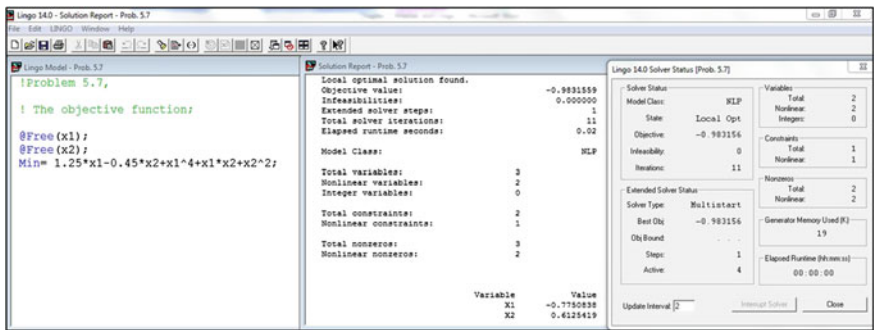 Lingo 14.0 - Solution Report - Prob. 5.7
File Edit LINGO Window Help
Lingo Model - Prob. 5.7
!Problem 5.7,
! The objective function;
@Free(x1);
@Free(x2);
Min= 1.25*x1-0.45*x2+x1^4+x1*x2+x2^2;
Solution Report - Prob. 5.7
Local optimal solution found.
Objective value: -0.9831559
Infeasibilities: 0.000000
Extended solver steps: 1
Total solver iterations: 11
Elapsed runtime seconds: 0.02
Model Class: NLP
Total variables: 3
Nonlinear variables: 2
Integer variables: 0
Total constraints: 2
Nonlinear constraints: 1
Total nonzeros: 3
Nonlinear nonzeros: 2
Variable Value
X1 -0.7750838
X2 0.6125419
Lingo 14.0 Solver Status [Prob. 5.7]
Solver Status
Model Class: NLP
State: Local Opt
Objective: -0.983156
Infeasibility: 0
Iterations: 11
Extended Solver Status
Solver Type: Multistart
Best Obj: -0.983156
Obj Bound: . . .
Steps: 1
Active: 4
Update Interval: 2
Variables
Total: 2
Nonlinear: 2
Integers: 0
Constraints
Total: 1
Nonlinear: 1
Nonzeros
Total: 2
Nonlinear: 2
Generator Memory Used (K)
19
Elapsed Runtime (hh:mm:ss)
00:00:00
Interrupt Solver
Close